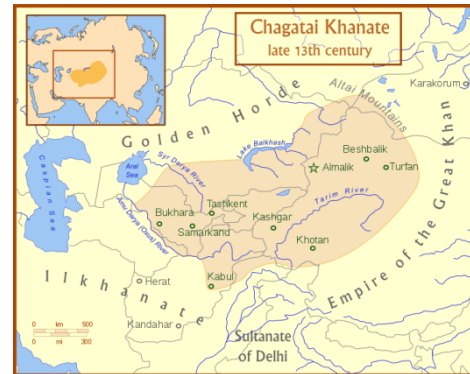 Chagatai Khanate
late 13th century
Golden Horde
Altai Mountains
Karakorum
Empire of the Great Khan
Lake Balkhash
Beshbalik
Almalik
Turfan
Caspian Sea
Aral
Sea
Syr Darya River
Tarim River
Tashkent
Bukhara
Samarkand
Kashgar
Amu Darya (Oxus) River
Khotan
Ilkhanate
Herat
Kabul
Kandahar
Sultanate
of Delhi
0 km 500
0 mi 300